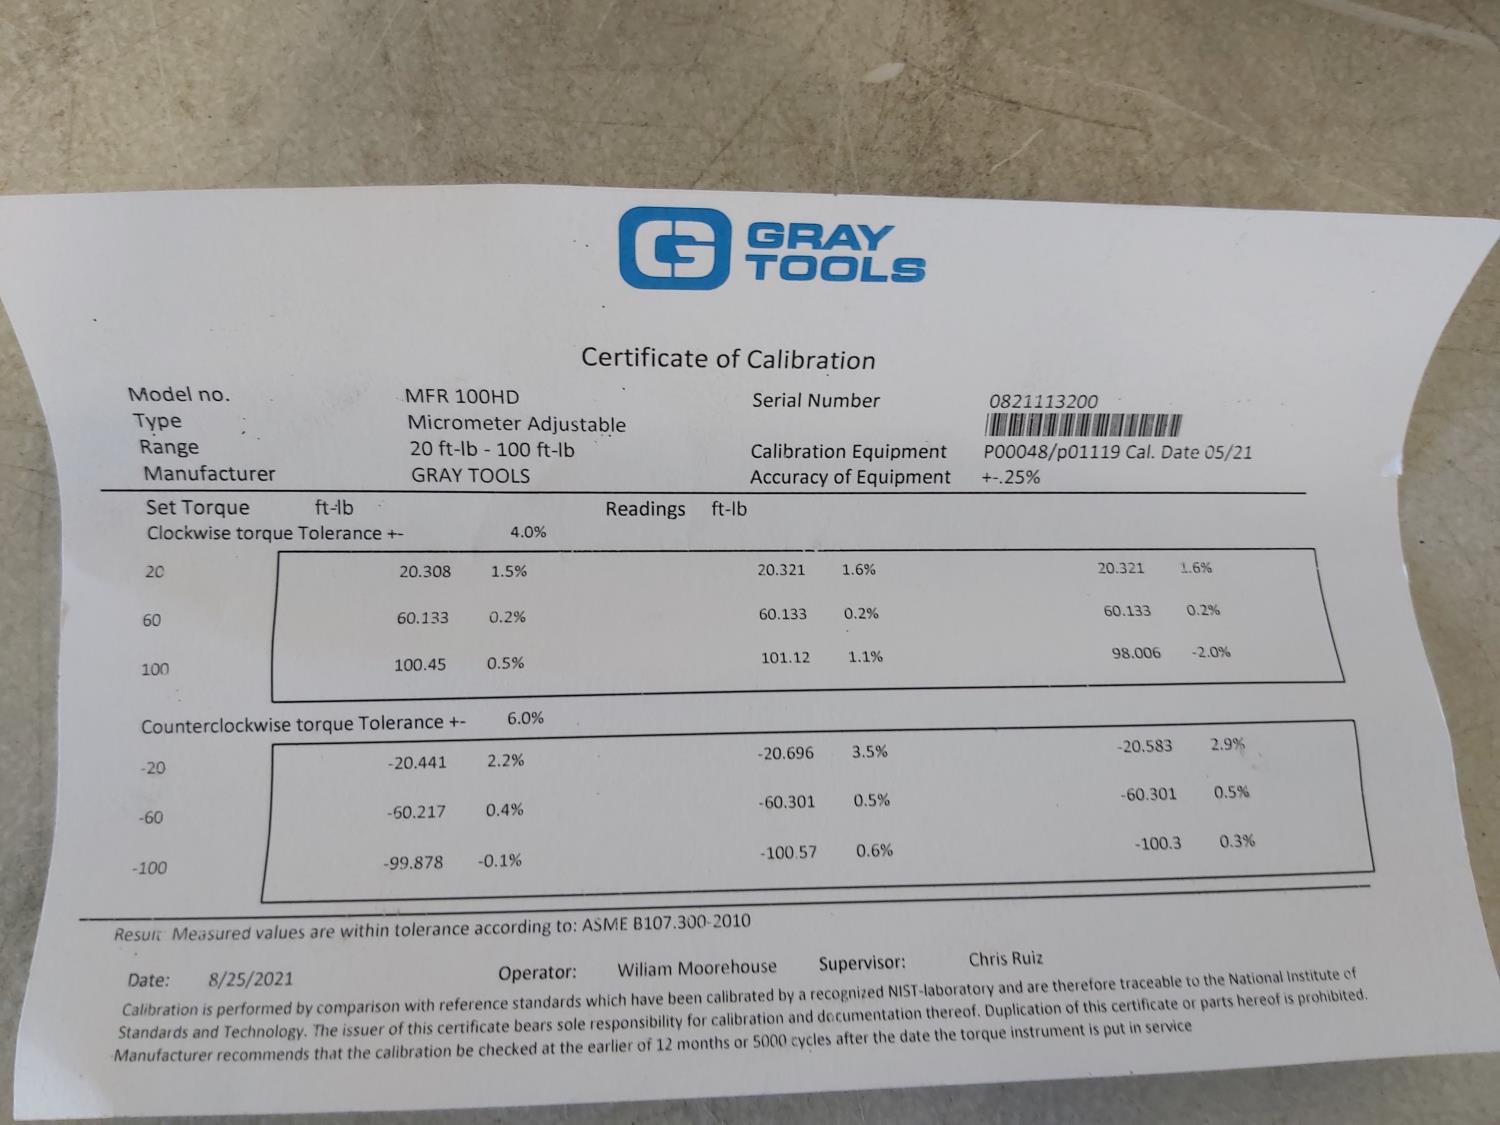 GRAY
TOOLS
Certificate of Calibration
Model no. MFR 100HD Serial Number 0821113200
Type Micrometer Adjustable
Range 20 ft-lb - 100 ft-lb Calibration Equipment P00048/p01119 Cal. Date 05/21
Manufacturer GRAY TOOLS Accuracy of Equipment +-.25%
Set Torque ft-lb Readings ft-lb
Clockwise torque Tolerance +- 4.0%
20 20.308 1.5% 20.321 1.6% 20.321 1.6%
60 60.133 0.2% 60.133 0.2% 60.133 0.2%
100 100.45 0.5% 101.12 1.1% 98.006 -2.0%
Counterclockwise torque Tolerance +- 6.0%
-20 -20.441 2.2% -20.696 3.5% -20.583 2.9%
-60 -60.217 0.4% -60.301 0.5% -60.301 0.5%
-100 -99.878 -0.1% -100.57 0.6% -100.3 0.3%
Result Measured values are within tolerance according to: ASME B107.300-2010
Date: 8/25/2021 Operator: Wiliam Moorehouse Supervisor: Chris Ruiz
Calibration is performed by comparison with reference standards which have been calibrated by a recognized NIST-laboratory and are therefore traceable to the National Institute of
Standards and Technology. The issuer of this certificate bears sole responsibility for calibration and documentation thereof. Duplication of this certificate or parts hereof is prohibited.
Manufacturer recommends that the calibration be checked at the earlier of 12 months or 5000 cycles after the date the torque instrument is put in service